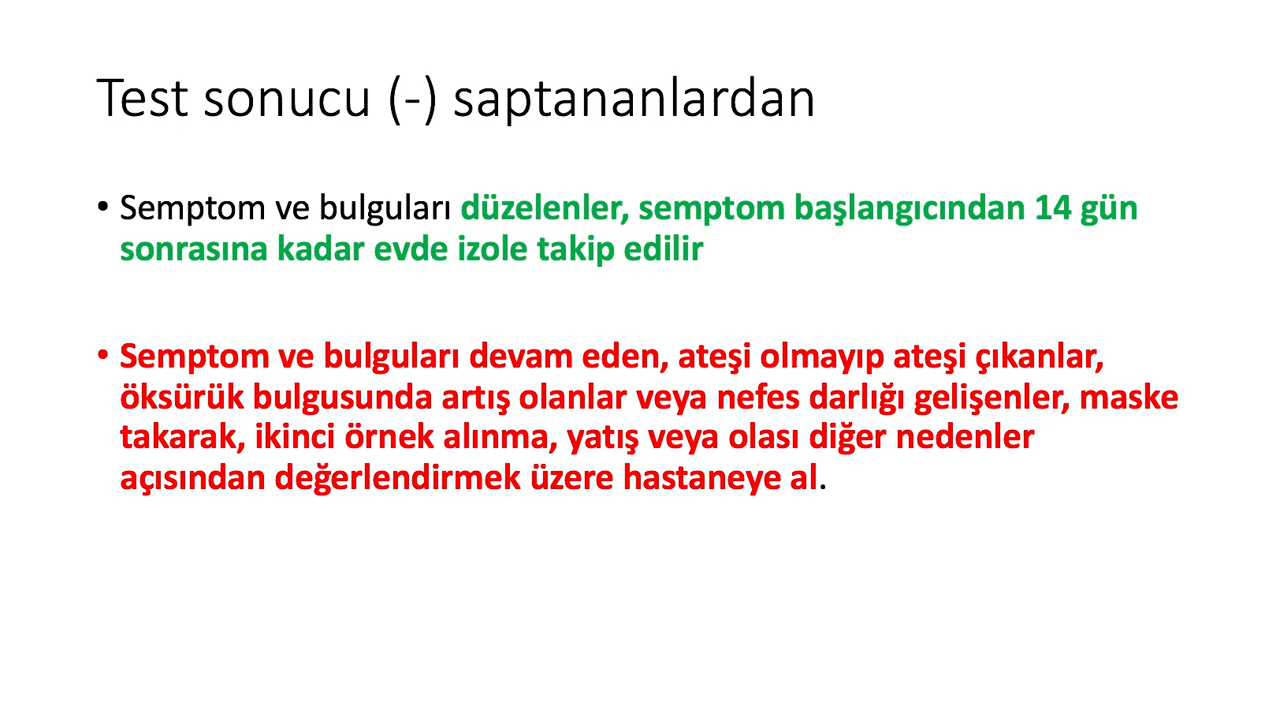 Test sonucu (-) saptananlardan
• Semptom ve bulguları düzelenler, semptom başlangıcından 14 gün
sonrasına kadar evde izole takip edilir
• Semptom ve bulguları devam eden, ateşi olmayıp ateşi çıkanlar,
öksürük bulgusunda artış olanlar veya nefes darlığı gelişenler, maske
takarak, ikinci örnek alınma, yatış veya olası diğer nedenler
açısından değerlendirmek üzere hastaneye al.